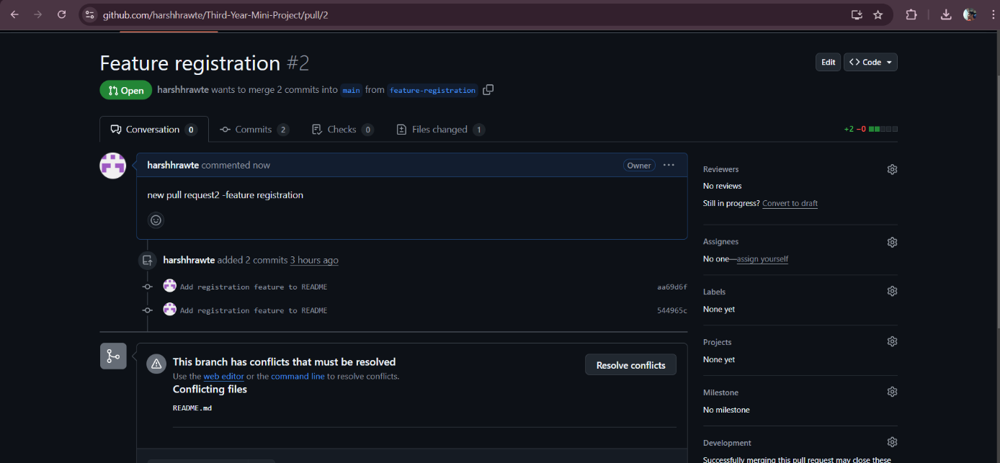 github.com/harshhrawte/Third-Year-Mini-Project/pull/2
Feature registration #2
Edit
Code
Open
harshhrawte wants to merge 2 commits into main from feature-registration
Conversation 0
Commits 2
Checks 0
Files changed 1
+2 −0
harshhrawte commented now
Owner
new pull request2 -feature registration
harshhrawte added 2 commits 3 hours ago
Add registration feature to README
aa69d6f
Add registration feature to README
544965c
This branch has conflicts that must be resolved
Use the web editor or the command line to resolve conflicts.
Resolve conflicts
Conflicting files
README.md
Reviewers
No reviews
Still in progress? Convert to draft
Assignees
No one—assign yourself
Labels
None yet
Projects
None yet
Milestone
No milestone
Development
Successfully merging this pull request may close these